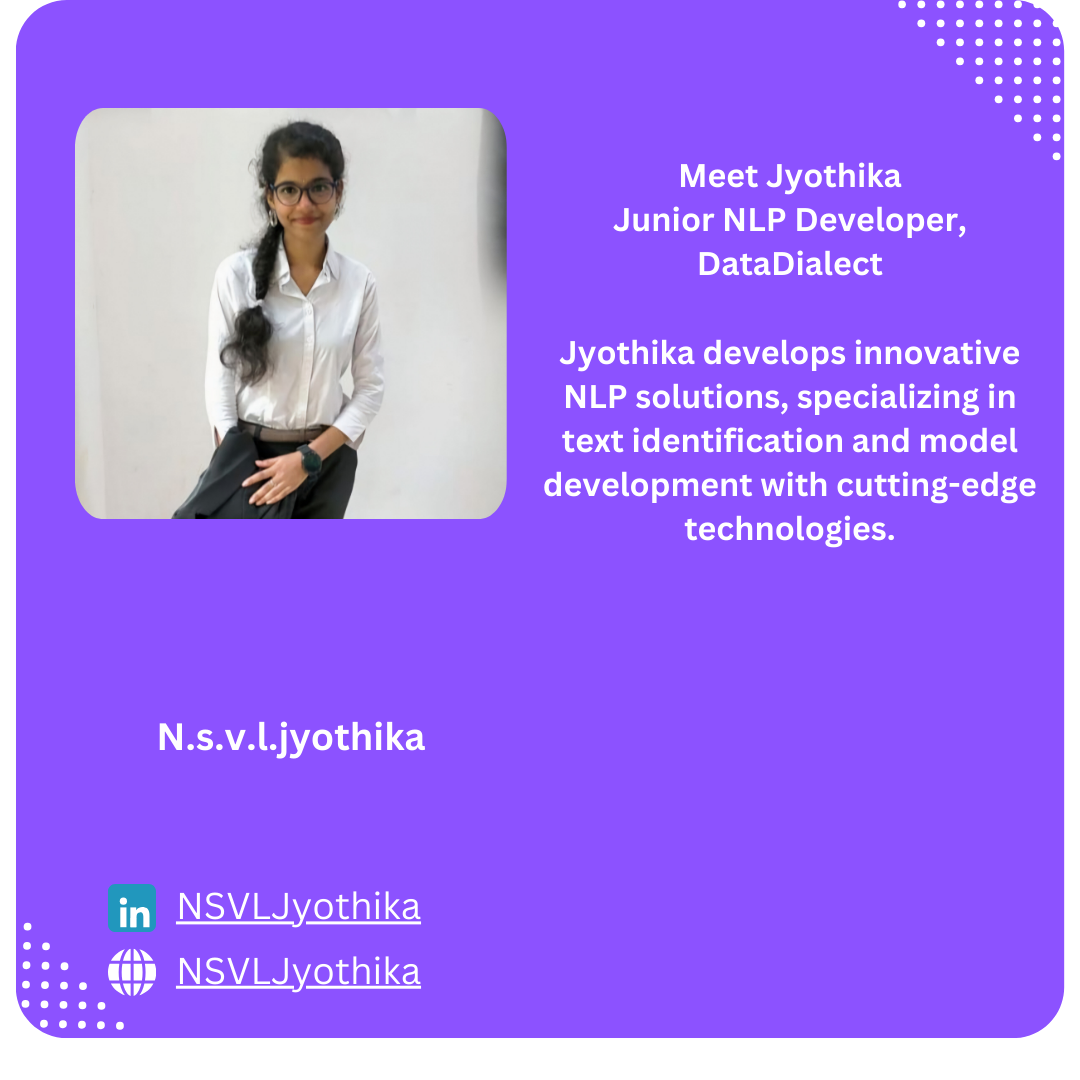 Meet Jyothika
Junior NLP Developer,
DataDialect
Jyothika develops innovative
NLP solutions, specializing in
text identification and model
development with cutting-edge
technologies.
N.s.v.l.jyothika
in NSVLJyothika
NSVLJyothika